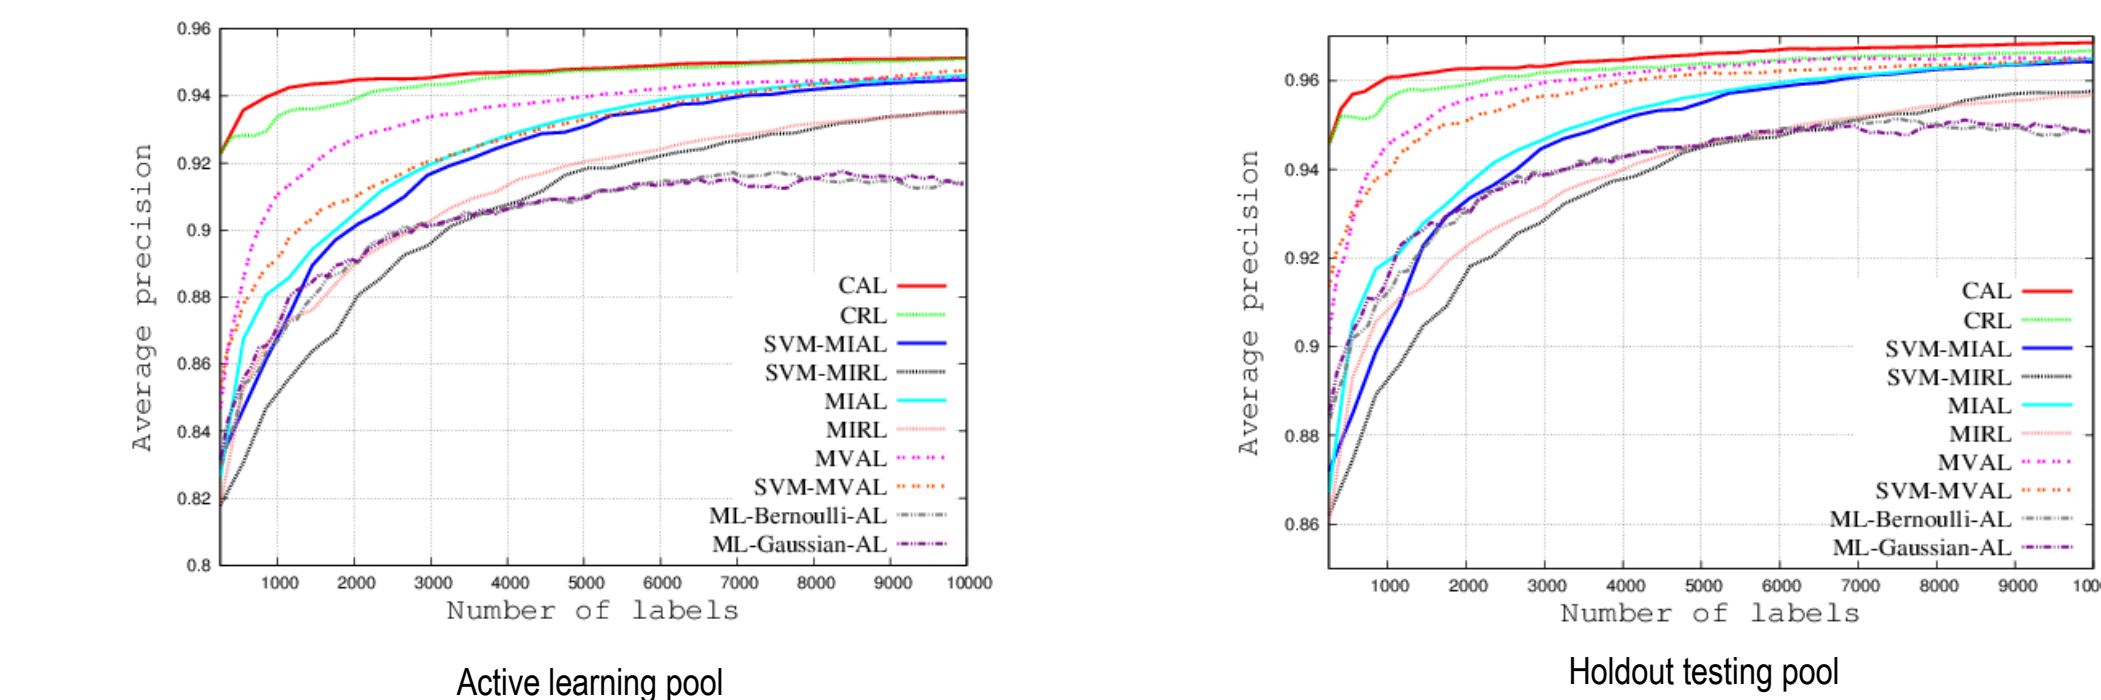 0.96
0.94
0.92
0.9
0.88
0.86
0.84
0.82
0.8
Average precision
CAL
CRL
SVM-MIAL
SVM-MIRL
MIAL
MIRL
MVAL
SVM-MVAL
ML-Bernoulli-AL
ML-Gaussian-AL
1000 2000 3000 4000 5000 6000 7000 8000 9000 10000
Number of labels
Active learning pool
0.96
0.94
0.92
0.9
0.88
0.86
Average precision
CAL
CRL
SVM-MIAL
SVM-MIRL
MIAL
MIRL
MVAL
SVM-MVAL
ML-Bernoulli-AL
ML-Gaussian-AL
1000 2000 3000 4000 5000 6000 7000 8000 9000 100
Number of labels
Holdout testing pool